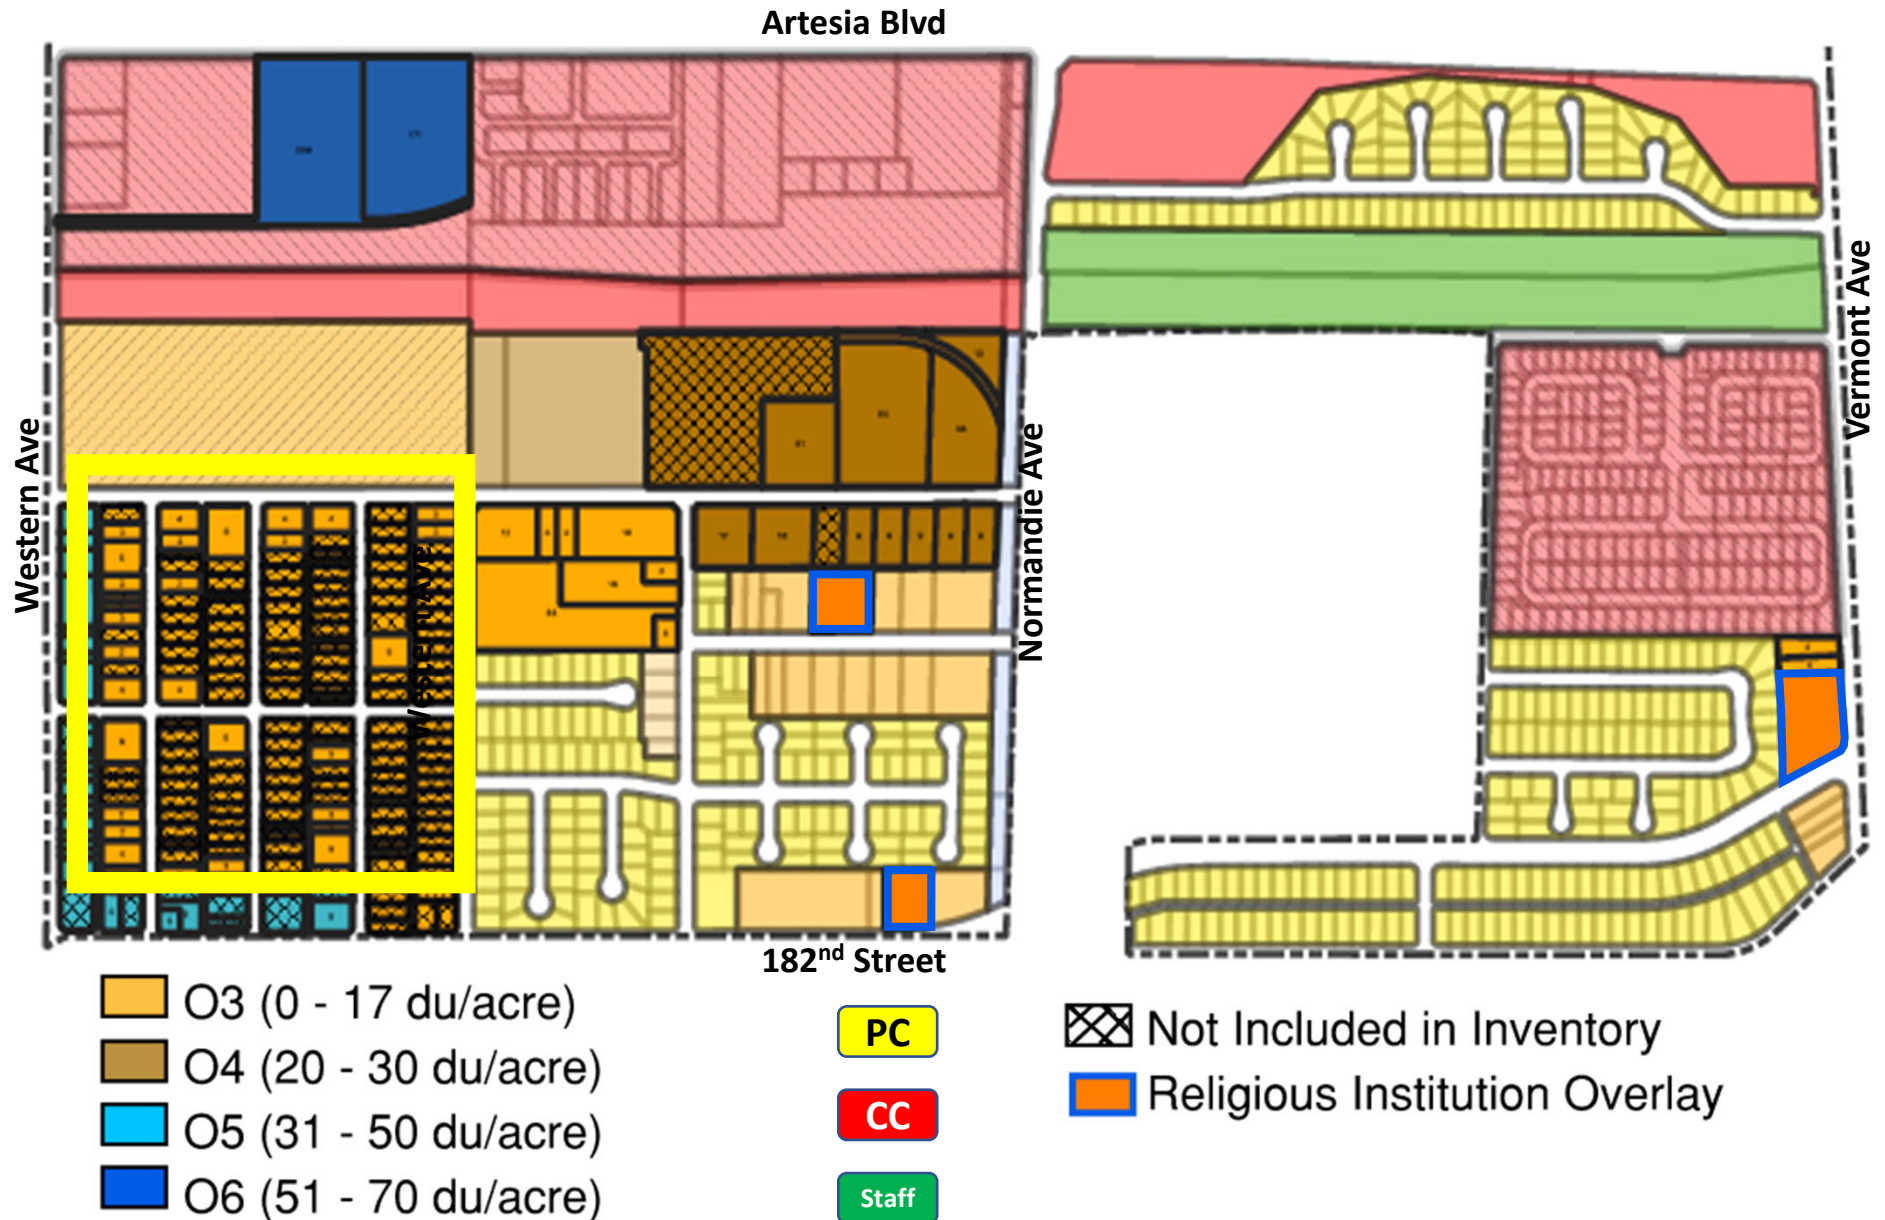 Artesia Blvd
Western Ave
Western Ave
Normandie Ave
Vermont Ave
182nd Street
O3 (0 - 17 du/acre)
O4 (20 - 30 du/acre)
O5 (31 - 50 du/acre)
O6 (51 - 70 du/acre)
PC
CC
Staff
Not Included in Inventory
Religious Institution Overlay